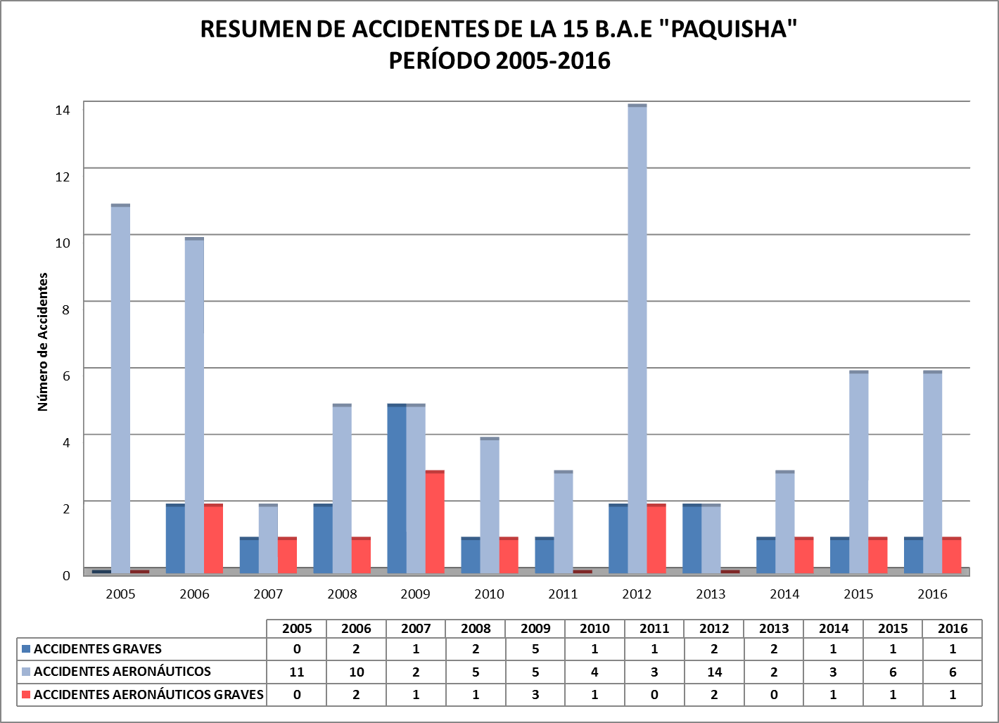 RESUMEN DE ACCIDENTES DE LA 15 B.A.E "PAQUISHA"
PERÍODO 2005-2016
Número de Accidentes
14
12
10
8
6
4
2
0
2005 2006 2007 2008 2009 2010 2011 2012 2013 2014 2015 2016
2005 2006 2007 2008 2009 2010 2011 2012 2013 2014 2015 2016
ACCIDENTES GRAVES 0 2 1 2 5 1 1 2 2 1 1 1
ACCIDENTES AERONÁUTICOS 11 10 2 5 5 4 3 14 2 3 6 6
ACCIDENTES AERONÁUTICOS GRAVES 0 2 1 1 3 1 0 2 0 1 1 1